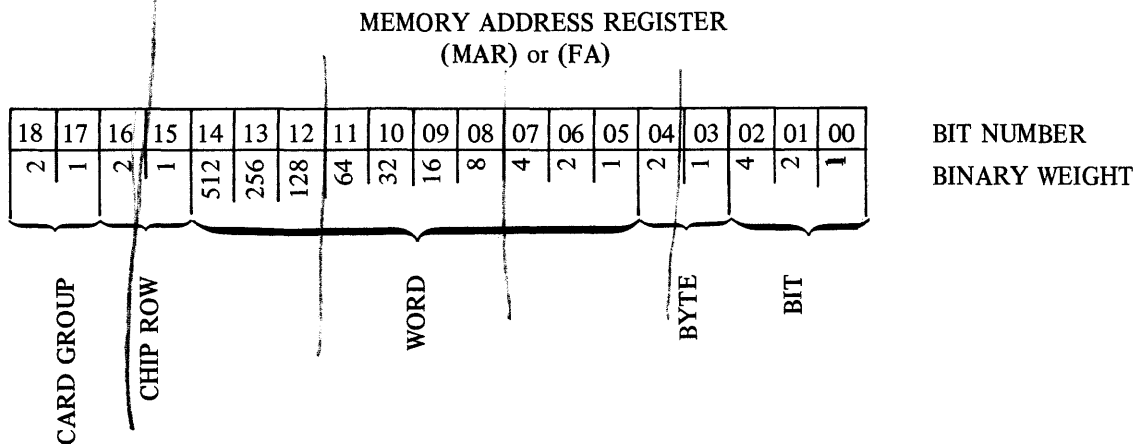 MEMORY ADDRESS REGISTER
(MAR) or (FA)
18 17 16 15 14 13 12 11 10 09 08 07 06 05 04 03 02 01 00 BIT NUMBER
2 1 2 1 512 256 128 64 32 16 8 4 2 1 2 1 4 2 1 BINARY WEIGHT
CARD GROUP
CHIP ROW
WORD
BYTE
BIT